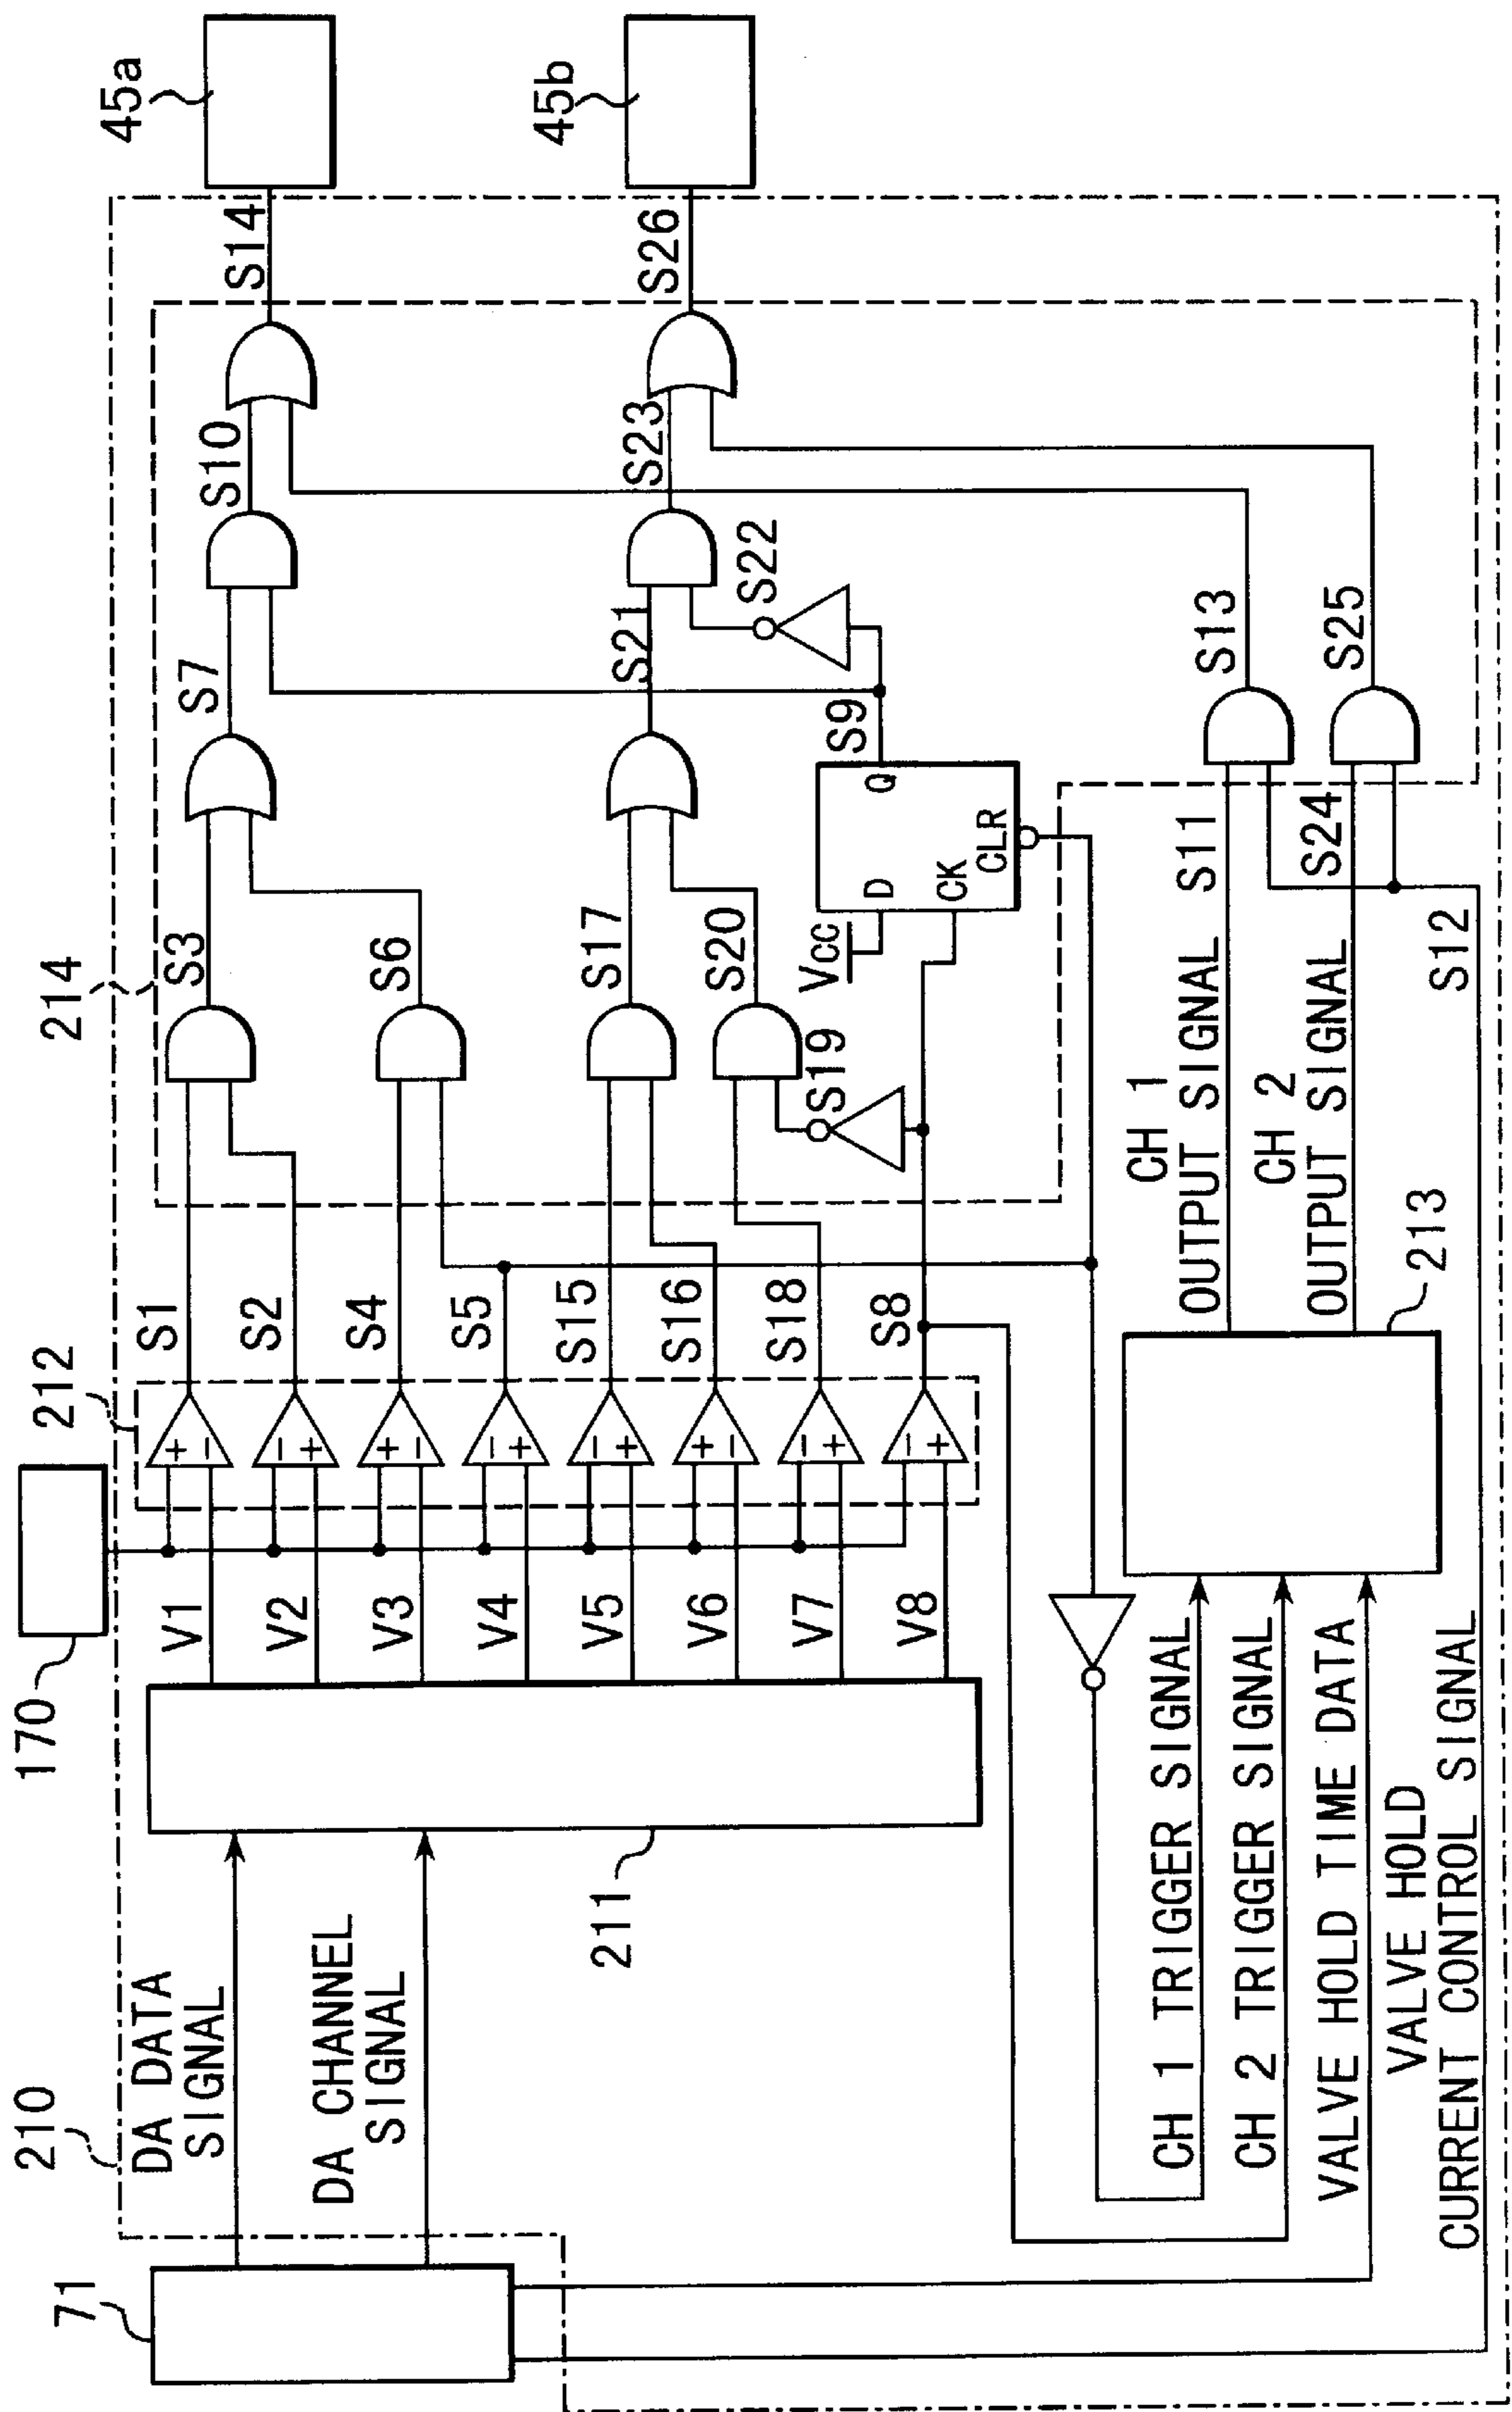 71
210
DA DATA
SIGNAL
DA CHANNEL
SIGNAL
170
211
V1
V2
V3
V4
V5
V6
V7
V8
212
+ −
− +
+ −
− +
− +
+ −
− +
− +
S1
S2
S4
S5
S15
S16
S18
S8
214
S3
S6
S17
S20
S19
VCC
D
CK
CLR
Q
S9
S7
S21
S22
S10
S23
S14
S26
45a
45b
CH 1 TRIGGER SIGNAL
CH 2 TRIGGER SIGNAL
VALVE HOLD TIME DATA
VALVE HOLD
CURRENT CONTROL SIGNAL
213
CH 1
OUTPUT SIGNAL S11
CH 2
OUTPUT SIGNAL S24
S12
S13
S25